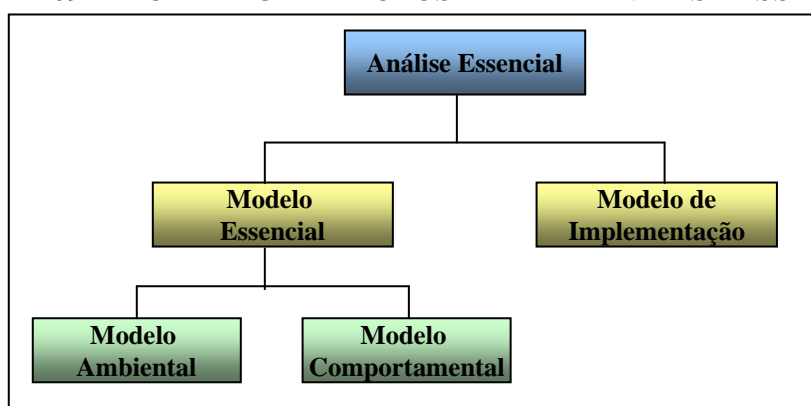 Análise Essencial
Modelo
Essencial
Modelo de
Implementação
Modelo
Ambiental
Modelo
Comportamental